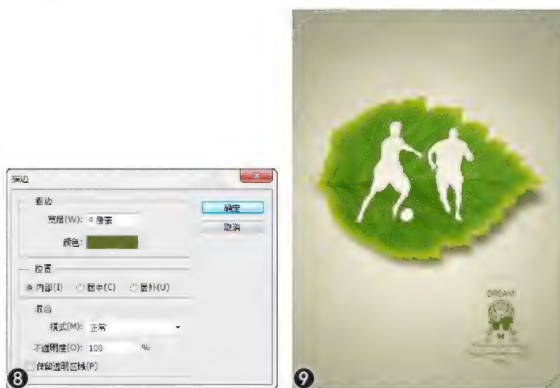 描边
描边
确定
宽度(W): 4 像素
取消
颜色:
位置
内部(I) 居中(C) 居外(U)
混合
模式(M): 正常
不透明度(O): 100 %
保留透明区域(P)
8
DREAM
9